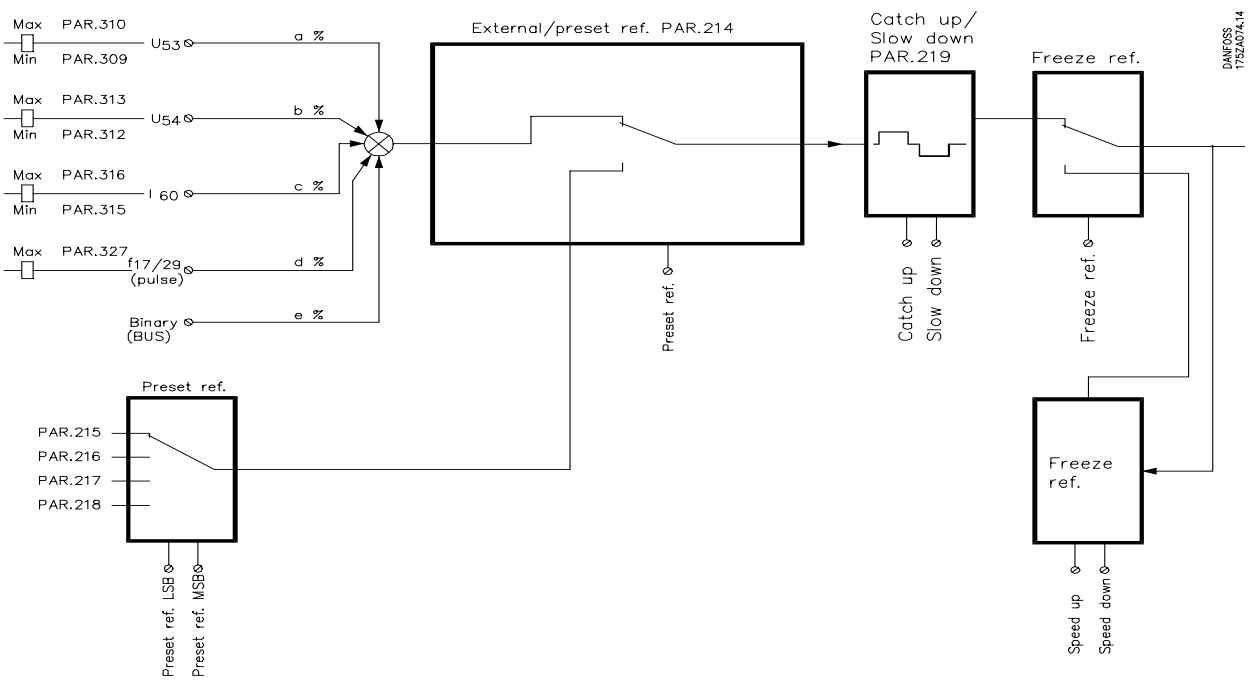 Max PAR.310
U53
a %
Min PAR.309
Max PAR.313
U54
b %
Min PAR.312
Max PAR.316
I 60
c %
Min PAR.315
Max PAR.327
f17/29
(pulse)
d %
Binary
(BUS)
e %
External/preset ref. PAR.214
Preset ref.
Catch up/
Slow down
PAR.219
Catch up
Slow down
Freeze ref.
Freeze ref.
DANFOSS
175ZA074.14
Preset ref.
PAR.215
PAR.216
PAR.217
PAR.218
Preset ref. LSB
Preset ref. MSB
Freeze
ref.
Speed up
Speed down